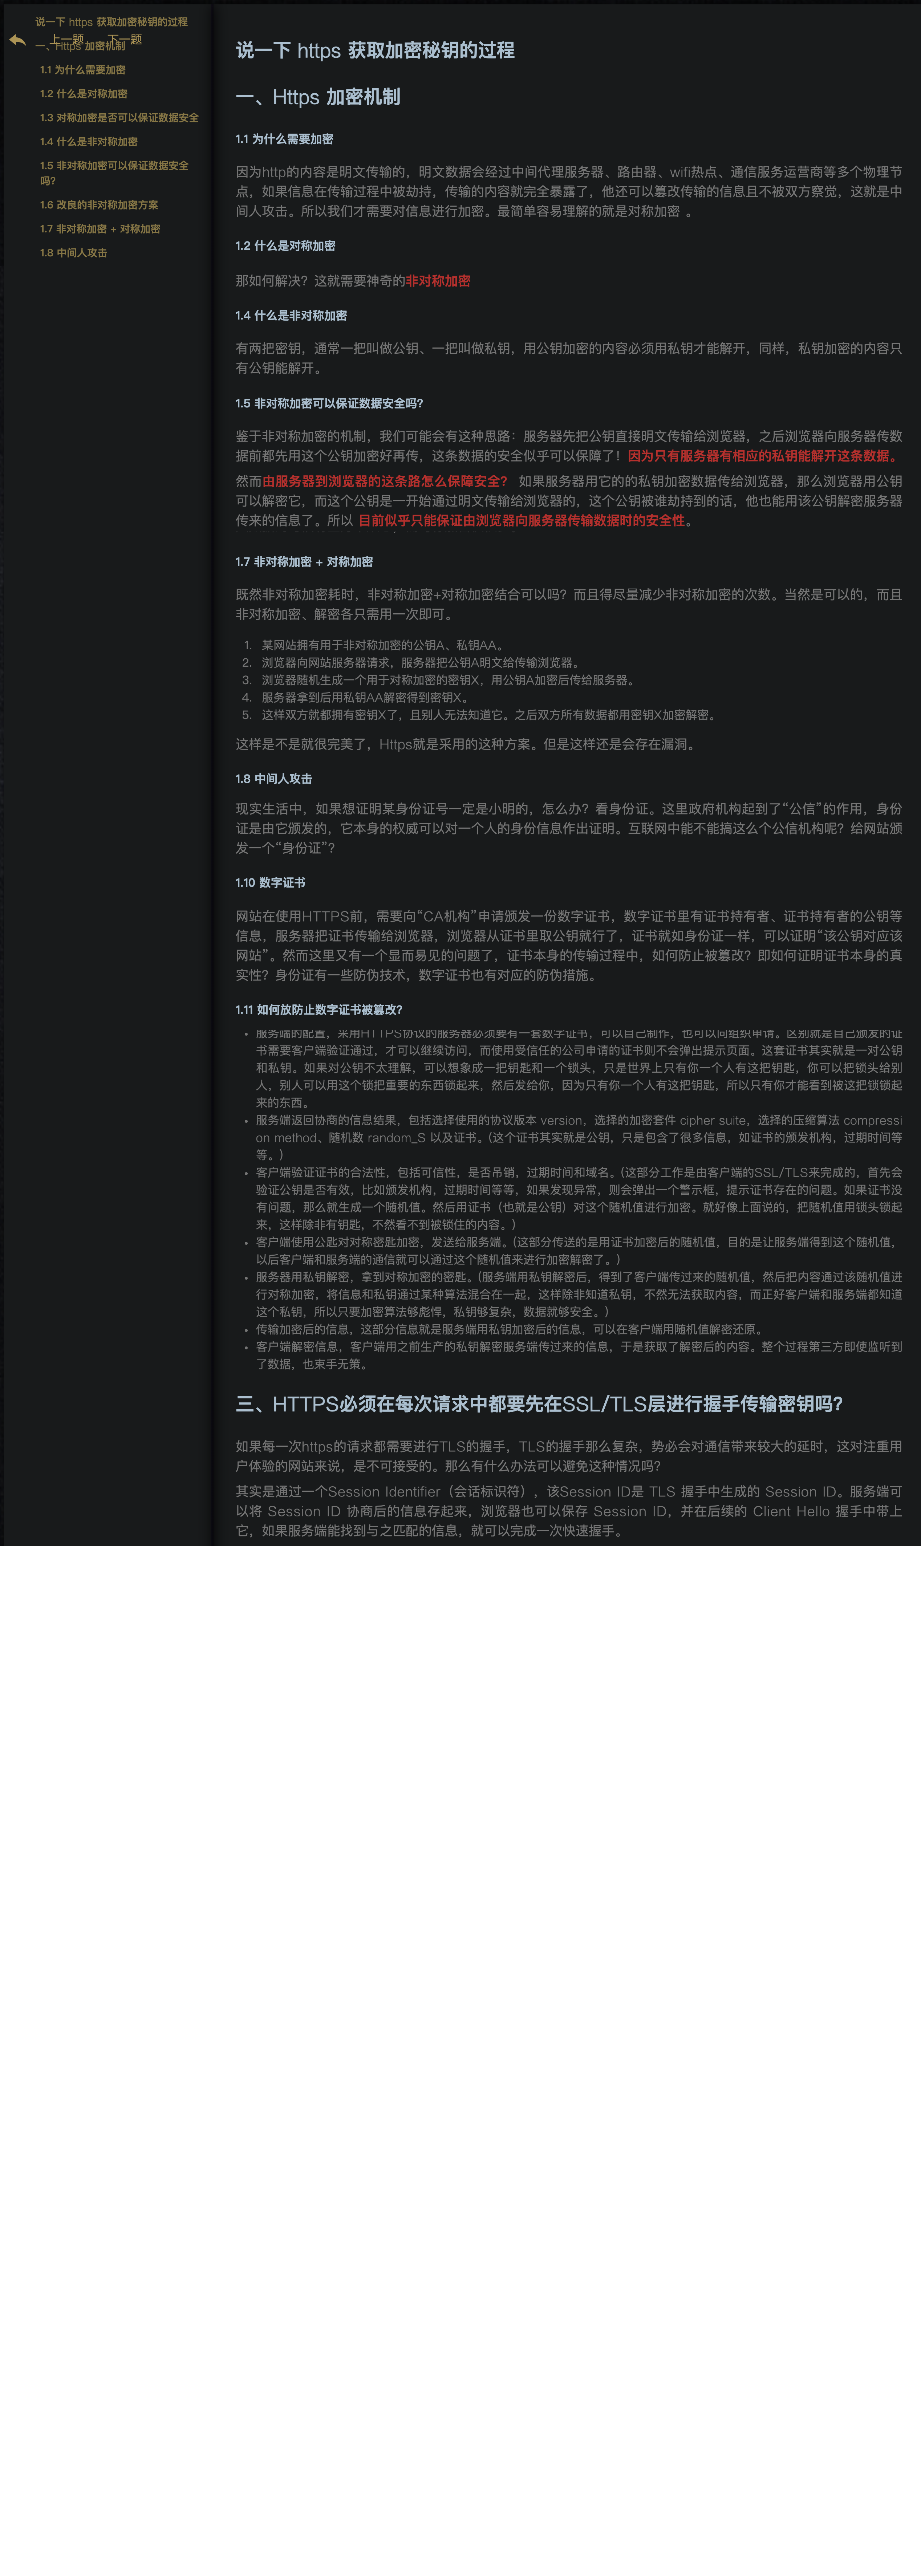 说一下 https 获取加密秘钥的过程
上一题 下一题
一、Https 加密机制
1.1 为什么需要加密
1.2 什么是对称加密
1.3 对称加密是否可以保证数据安全
1.4 什么是非对称加密
1.5 非对称加密可以保证数据安全
吗?
1.6 改良的非对称加密方案
1.7 非对称加密 + 对称加密
1.8 中间人攻击
说一下 https 获取加密秘钥的过程
一、Https 加密机制
1.1 为什么需要加密
因为http的内容是明文传输的，明文数据会经过中间代理服务器、路由器、wifi热点、通信服务运营商等多个物理节
点，如果信息在传输过程中被劫持，传输的内容就完全暴露了，他还可以篡改传输的信息且不被双方察觉，这就是中
间人攻击。所以我们才需要对信息进行加密。最简单容易理解的就是对称加密 。
1.2 什么是对称加密
那如何解决？这就需要神奇的非对称加密
1.4 什么是非对称加密
有两把密钥，通常一把叫做公钥、一把叫做私钥，用公钥加密的内容必须用私钥才能解开，同样，私钥加密的内容只
有公钥能解开。
1.5 非对称加密可以保证数据安全吗?
鉴于非对称加密的机制，我们可能会有这种思路：服务器先把公钥直接明文传输给浏览器，之后浏览器向服务器传数
据前都先用这个公钥加密好再传，这条数据的安全似乎可以保障了！因为只有服务器有相应的私钥能解开这条数据。
然而由服务器到浏览器的这条路怎么保障安全？ 如果服务器用它的的私钥加密数据传给浏览器，那么浏览器用公钥
可以解密它，而这个公钥是一开始通过明文传输给浏览器的，这个公钥被谁劫持到的话，他也能用该公钥解密服务器
传来的信息了。所以 目前似乎只能保证由浏览器向服务器传输数据时的安全性。
1.7 非对称加密 + 对称加密
既然非对称加密耗时，非对称加密+对称加密结合可以吗？而且得尽量减少非对称加密的次数。当然是可以的，而且
非对称加密、解密各只需用一次即可。
1. 某网站拥有用于非对称加密的公钥A、私钥AA。
2. 浏览器向网站服务器请求，服务器把公钥A明文给传输浏览器。
3. 浏览器随机生成一个用于对称加密的密钥X，用公钥A加密后传给服务器。
4. 服务器拿到后用私钥AA解密得到密钥X。
5. 这样双方就都拥有密钥X了，且别人无法知道它。之后双方所有数据都用密钥X加密解密。
这样是不是就很完美了，Https就是采用的这种方案。但是这样还是会存在漏洞。
1.8 中间人攻击
现实生活中，如果想证明某身份证号一定是小明的，怎么办？看身份证。这里政府机构起到了“公信”的作用，身份
证是由它颁发的，它本身的权威可以对一个人的身份信息作出证明。互联网中能不能搞这么个公信机构呢？给网站颁
发一个“身份证”？
1.10 数字证书
网站在使用HTTPS前，需要向“CA机构”申请颁发一份数字证书，数字证书里有证书持有者、证书持有者的公钥等
信息，服务器把证书传输给浏览器，浏览器从证书里取公钥就行了，证书就如身份证一样，可以证明“该公钥对应该
网站”。然而这里又有一个显而易见的问题了，证书本身的传输过程中，如何防止被篡改？即如何证明证书本身的真
实性？身份证有一些防伪技术，数字证书也有对应的防伪措施。
1.11 如何放防止数字证书被篡改?
• 服务端的配置，采用HTTPS协议的服务器必须要有一套数字证书，可以自己制作，也可以向组织申请。区别就是自己颁发的证
书需要客户端验证通过，才可以继续访问，而使用受信任的公司申请的证书则不会弹出提示页面。这套证书其实就是一对公钥
和私钥。如果对公钥不太理解，可以想象成一把钥匙和一个锁头，只是世界上只有你一个人有这把钥匙，你可以把锁头给别
人，别人可以用这个锁把重要的东西锁起来，然后发给你，因为只有你一个人有这把钥匙，所以只有你才能看到被这把锁锁起
来的东西。
• 服务端返回协商的信息结果，包括选择使用的协议版本 version，选择的加密套件 cipher suite，选择的压缩算法 compressi
on method、随机数 random_S 以及证书。(这个证书其实就是公钥，只是包含了很多信息，如证书的颁发机构，过期时间等
等。)
• 客户端验证证书的合法性，包括可信性，是否吊销，过期时间和域名。(这部分工作是由客户端的SSL/TLS来完成的，首先会
验证公钥是否有效，比如颁发机构，过期时间等等，如果发现异常，则会弹出一个警示框，提示证书存在的问题。如果证书没
有问题，那么就生成一个随机值。然后用证书（也就是公钥）对这个随机值进行加密。就好像上面说的，把随机值用锁头锁起
来，这样除非有钥匙，不然看不到被锁住的内容。)
• 客户端使用公匙对对称密匙加密，发送给服务端。(这部分传送的是用证书加密后的随机值，目的是让服务端得到这个随机值，
以后客户端和服务端的通信就可以通过这个随机值来进行加密解密了。)
• 服务器用私钥解密，拿到对称加密的密匙。(服务端用私钥解密后，得到了客户端传过来的随机值，然后把内容通过该随机值进
行对称加密，将信息和私钥通过某种算法混合在一起，这样除非知道私钥，不然无法获取内容，而正好客户端和服务端都知道
这个私钥，所以只要加密算法够彪悍，私钥够复杂，数据就够安全。)
• 传输加密后的信息，这部分信息就是服务端用私钥加密后的信息，可以在客户端用随机值解密还原。
• 客户端解密信息，客户端用之前生产的私钥解密服务端传过来的信息，于是获取了解密后的内容。整个过程第三方即使监听到
了数据，也束手无策。
三、HTTPS必须在每次请求中都要先在SSL/TLS层进行握手传输密钥吗?
如果每一次https的请求都需要进行TLS的握手，TLS的握手那么复杂，势必会对通信带来较大的延时，这对注重用
户体验的网站来说，是不可接受的。那么有什么办法可以避免这种情况吗?
其实是通过一个Session Identifier（会话标识符），该Session ID是 TLS 握手中生成的 Session ID。服务端可
以将 Session ID 协商后的信息存起来，浏览器也可以保存 Session ID，并在后续的 Client Hello 握手中带上
它，如果服务端能找到与之匹配的信息，就可以完成一次快速握手。